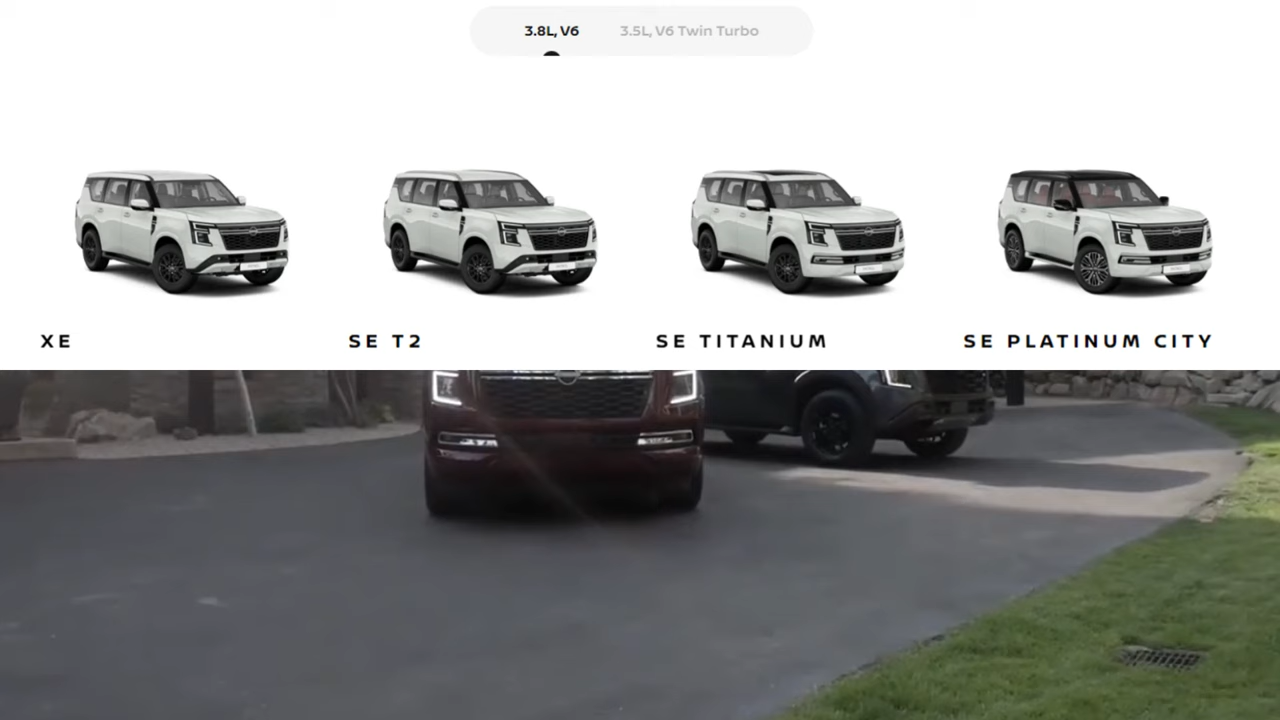 3.8L, V6
3.5L, V6 Twin Turbo
XE
SE T2
SE TITANIUM
SE PLATINUM CITY